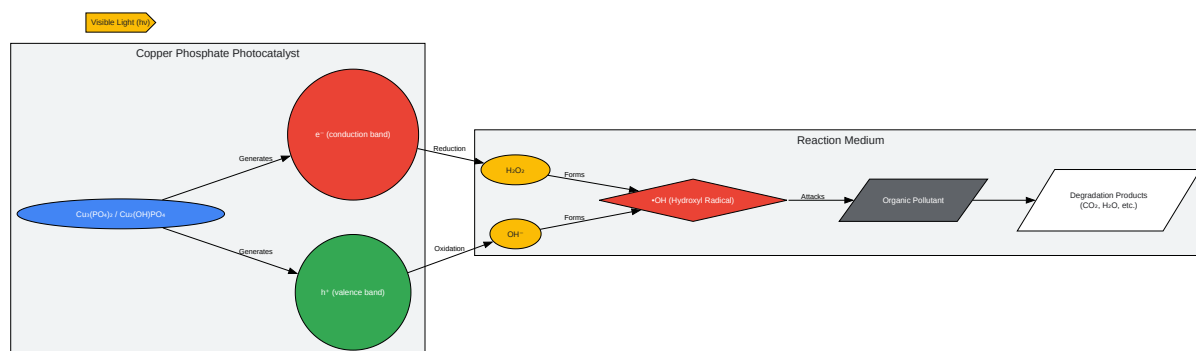 Visible Light (hν)
Copper Phosphate Photocatalyst
e⁻ (conduction band)
Generates
Cu₃(PO₄)₂ / Cu₂(OH)PO₄
Generates
h⁺ (valence band)
Reduction
Oxidation
Reaction Medium
H₂O₂
Forms
OH⁻
Forms
•OH (Hydroxyl Radical)
Attacks
Organic Pollutant
Degradation Products
(CO₂, H₂O, etc.)